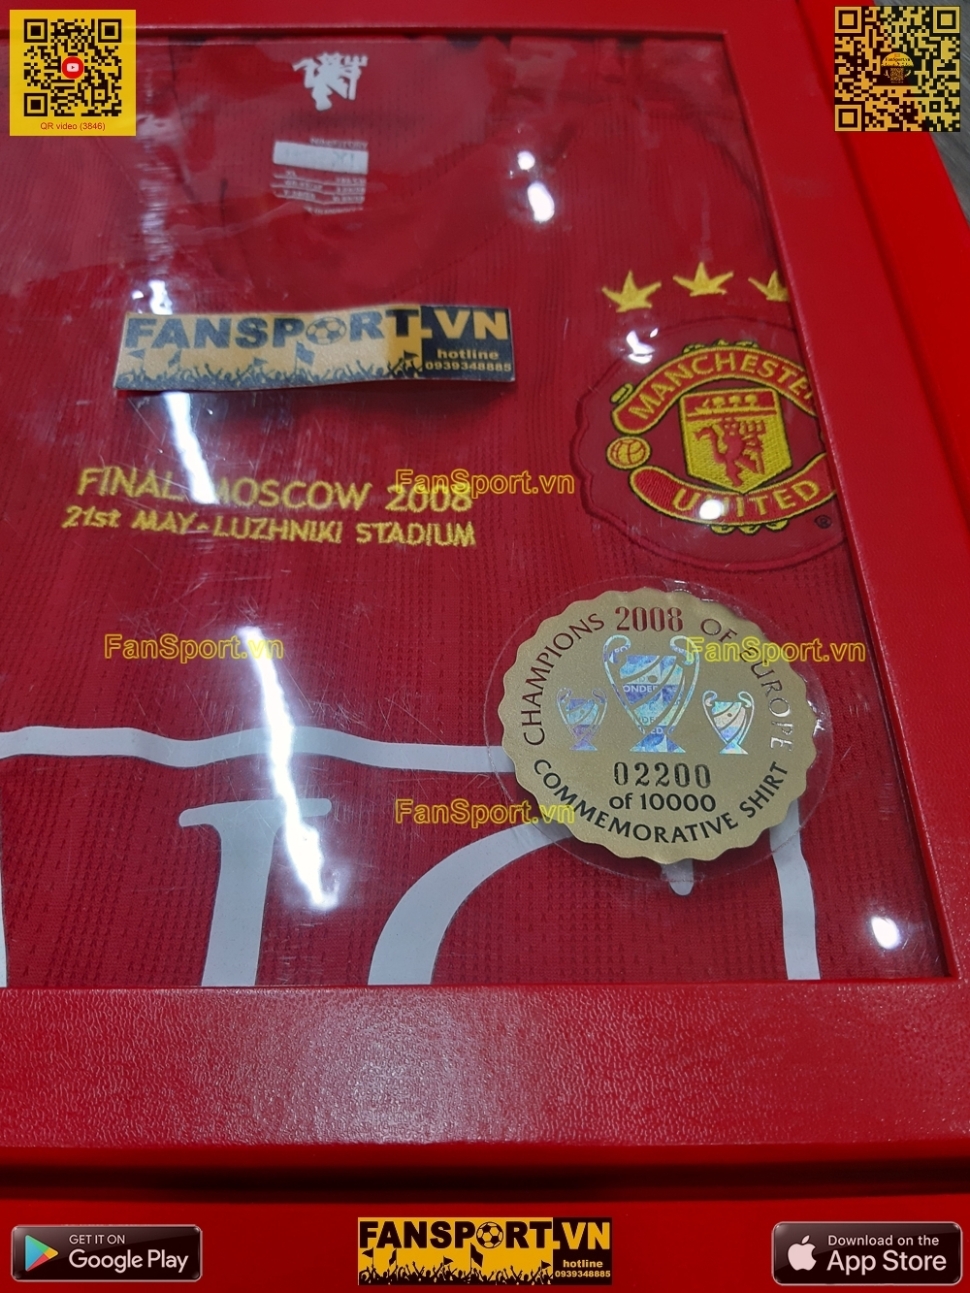 QR video (3846)
FANSPORT.VN
hotline
0939348885
MANCHESTER
UNITED
®
FINAL MOSCOW 2008
21st MAY-LUZHNIKI STADIUM
FanSport.vn
FanSport.vn
FanSport.vn
FanSport.vn
CHAMPIONS 2008 OF EUROPE
02200
of 10000
COMMEMORATIVE SHIRT
GET IT ON
Google Play
FANSPORT.VN
hotline
0939348885
Download on the
App Store